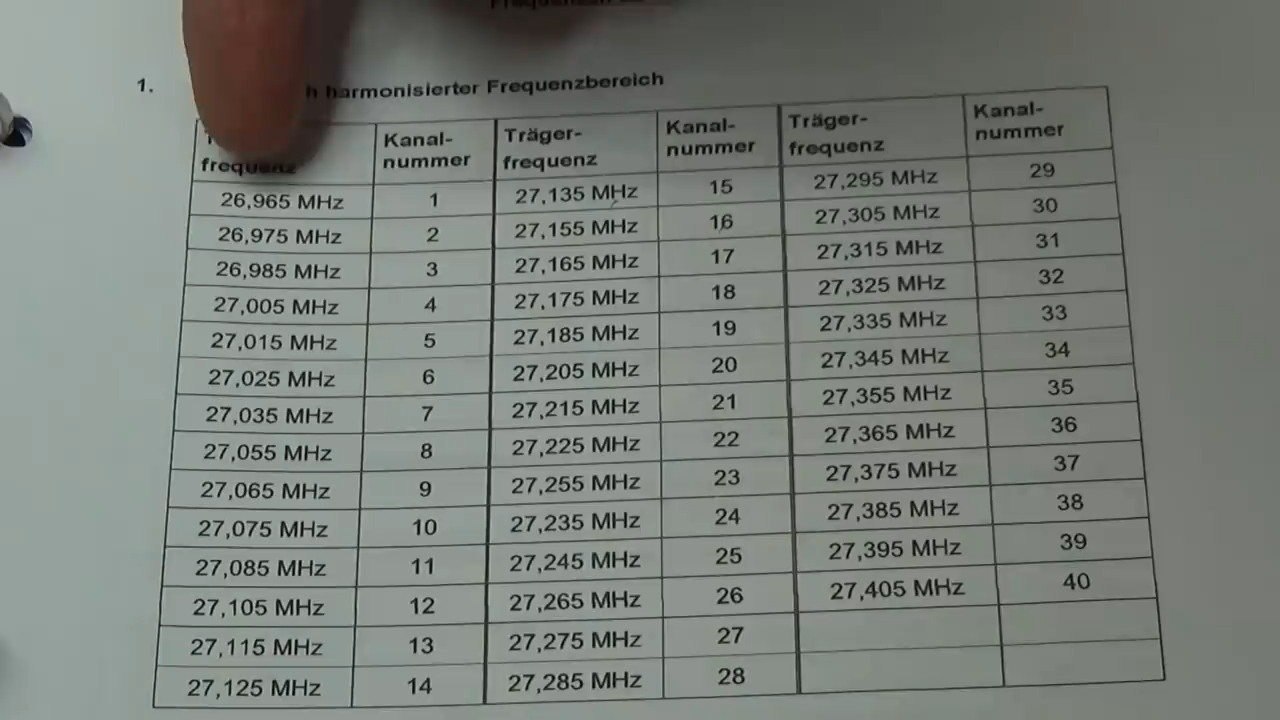 1. harmonisierter Frequenzbereich
frequenz Kanal-nummer Träger-frequenz Kanal-nummer Träger-frequenz Kanal-nummer
26,965 MHz 1 27,135 MHz 15 27,295 MHz 29
26,975 MHz 2 27,155 MHz 16 27,305 MHz 30
26,985 MHz 3 27,165 MHz 17 27,315 MHz 31
27,005 MHz 4 27,175 MHz 18 27,325 MHz 32
27,015 MHz 5 27,185 MHz 19 27,335 MHz 33
27,025 MHz 6 27,205 MHz 20 27,345 MHz 34
27,035 MHz 7 27,215 MHz 21 27,355 MHz 35
27,055 MHz 8 27,225 MHz 22 27,365 MHz 36
27,065 MHz 9 27,255 MHz 23 27,375 MHz 37
27,075 MHz 10 27,235 MHz 24 27,385 MHz 38
27,085 MHz 11 27,245 MHz 25 27,395 MHz 39
27,105 MHz 12 27,265 MHz 26 27,405 MHz 40
27,115 MHz 13 27,275 MHz 27
27,125 MHz 14 27,285 MHz 28